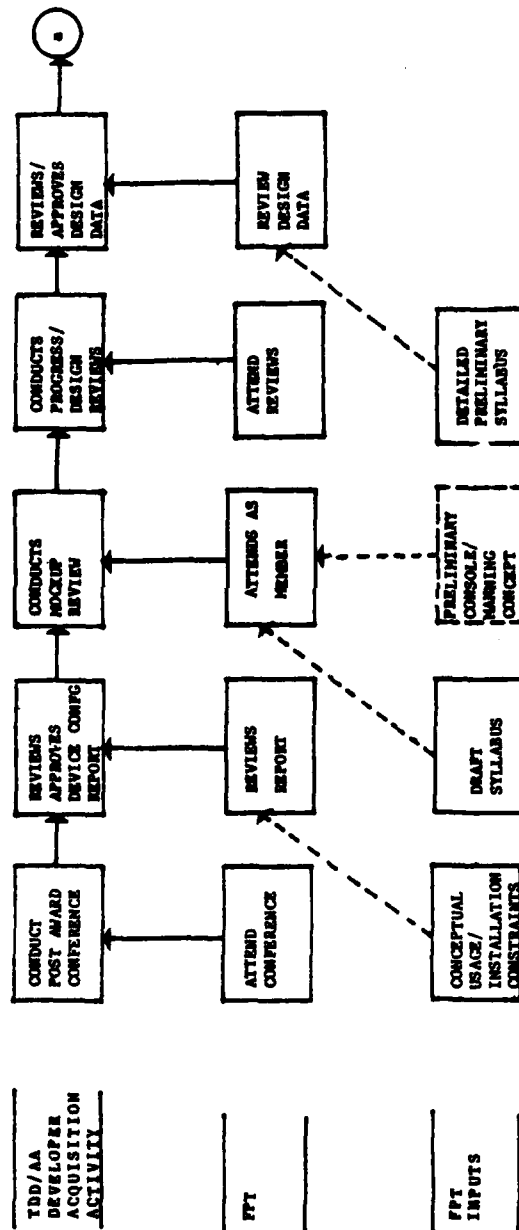 TDD/AA
DEVELOPER
ACQUISITION
ACTIVITY
CONDUCT
POST AWARD
CONFERENCE
REVIEWS
APPROVES
DEVICE CONFG
REPORT
CONDUCTS
MOCKUP
REVIEW
CONDUCTS
PROGRESS/
DESIGN
REVIEWS
REVIEWS/
APPROVES
DESIGN
DATA
a
FPT
ATTEND
CONFERENCE
REVIEWS
REPORT
ATTENDS AS
MEMBER
ATTEND
REVIEWS
REVIEW
DESIGN
DATA
FPT
INPUTS
CONCEPTUAL
USAGE/
INSTALLATION
CONSTRAINTS
DRAFT
SYLLABUS
PRELIMINARY
CONSOLE/
MANNING
CONCEPT
DETAILED
PRELIMINARY
SYLLABUS